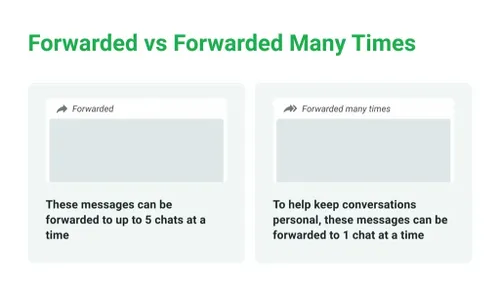 Forwarded vs Forwarded Many Times
Forwarded
These messages can be
forwarded to up to 5 chats at a
time
Forwarded many times
To help keep conversations
personal, these messages can be
forwarded to 1 chat at a time